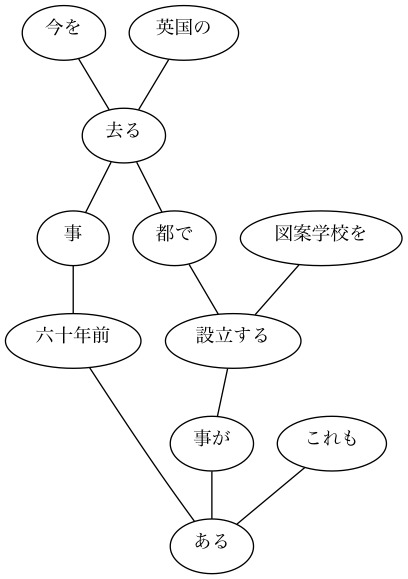 今を
英国の
去る
事
都で
図案学校を
六十年前
設立する
事が
これも
ある